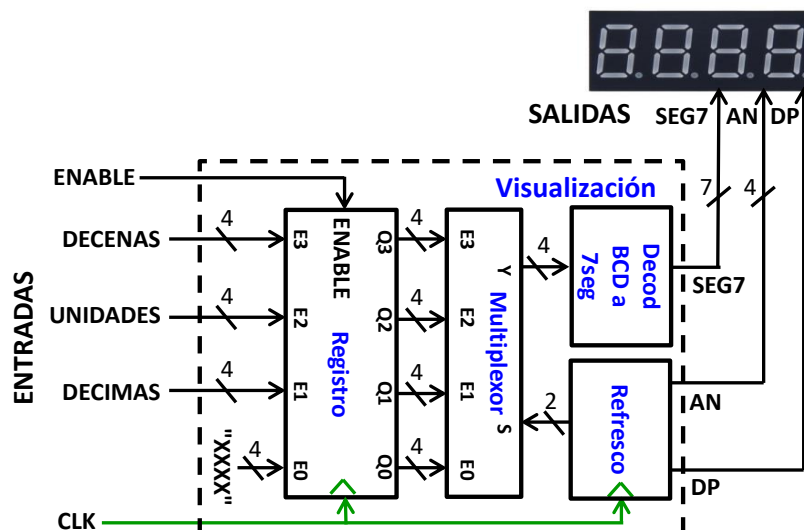 SALIDAS
SEG7
AN
DP
ENTRADAS
ENABLE
DECENAS
UNIDADES
DECIMAS
"XXXX"
CLK
4
4
4
4
Visualización
ENABLE
Registro
E3
E2
E1
E0
Q3
Q2
Q1
Q0
4
4
4
4
Multiplexor
E3
E2
E1
E0
Y
S
4
2
Decod
BCD a
7seg
Refresco
7
4
SEG7
AN
DP